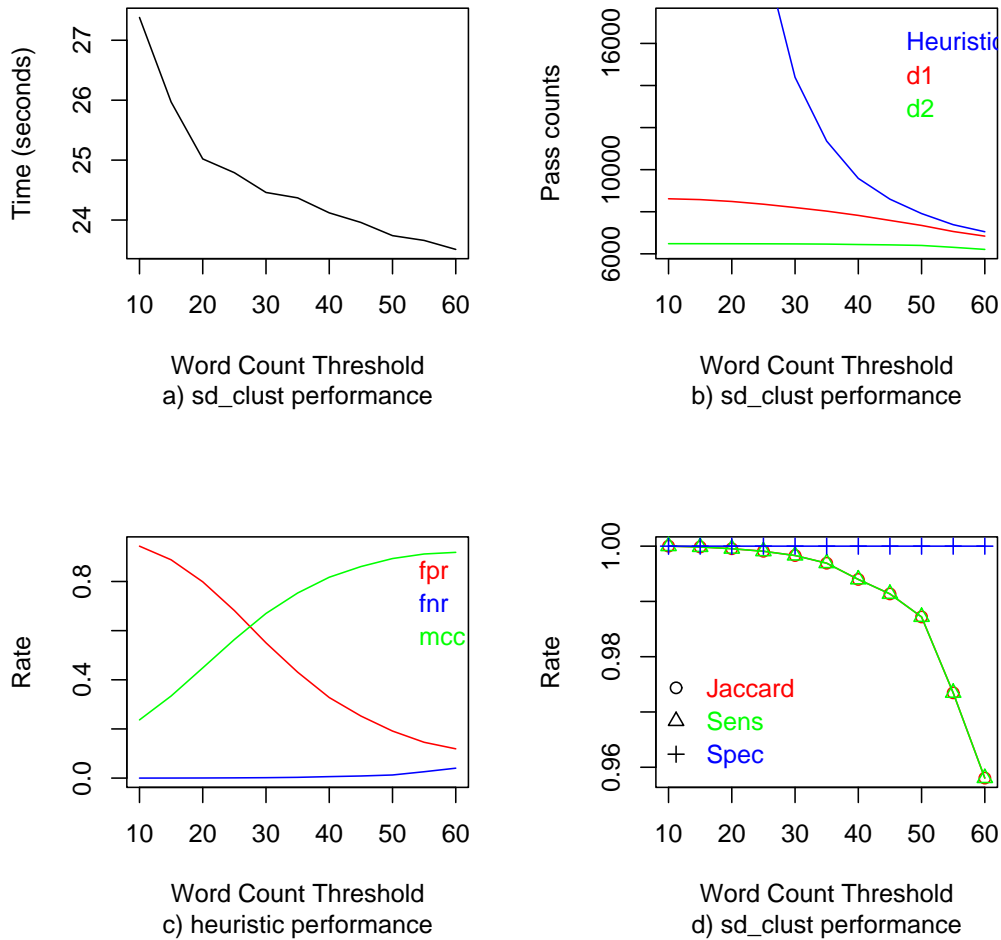 Time (seconds)
27
26
25
24
10 20 30 40 50 60
Word Count Threshold
a) sd_clust performance
Pass counts
16000
10000
6000
Heuristic
d1
d2
10 20 30 40 50 60
Word Count Threshold
b) sd_clust performance
Rate
0.8
0.4
0.0
fpr
fnr
mcc
10 20 30 40 50 60
Word Count Threshold
c) heuristic performance
Rate
1.00
0.98
0.96
Jaccard
Sens
Spec
10 20 30 40 50 60
Word Count Threshold
d) sd_clust performance